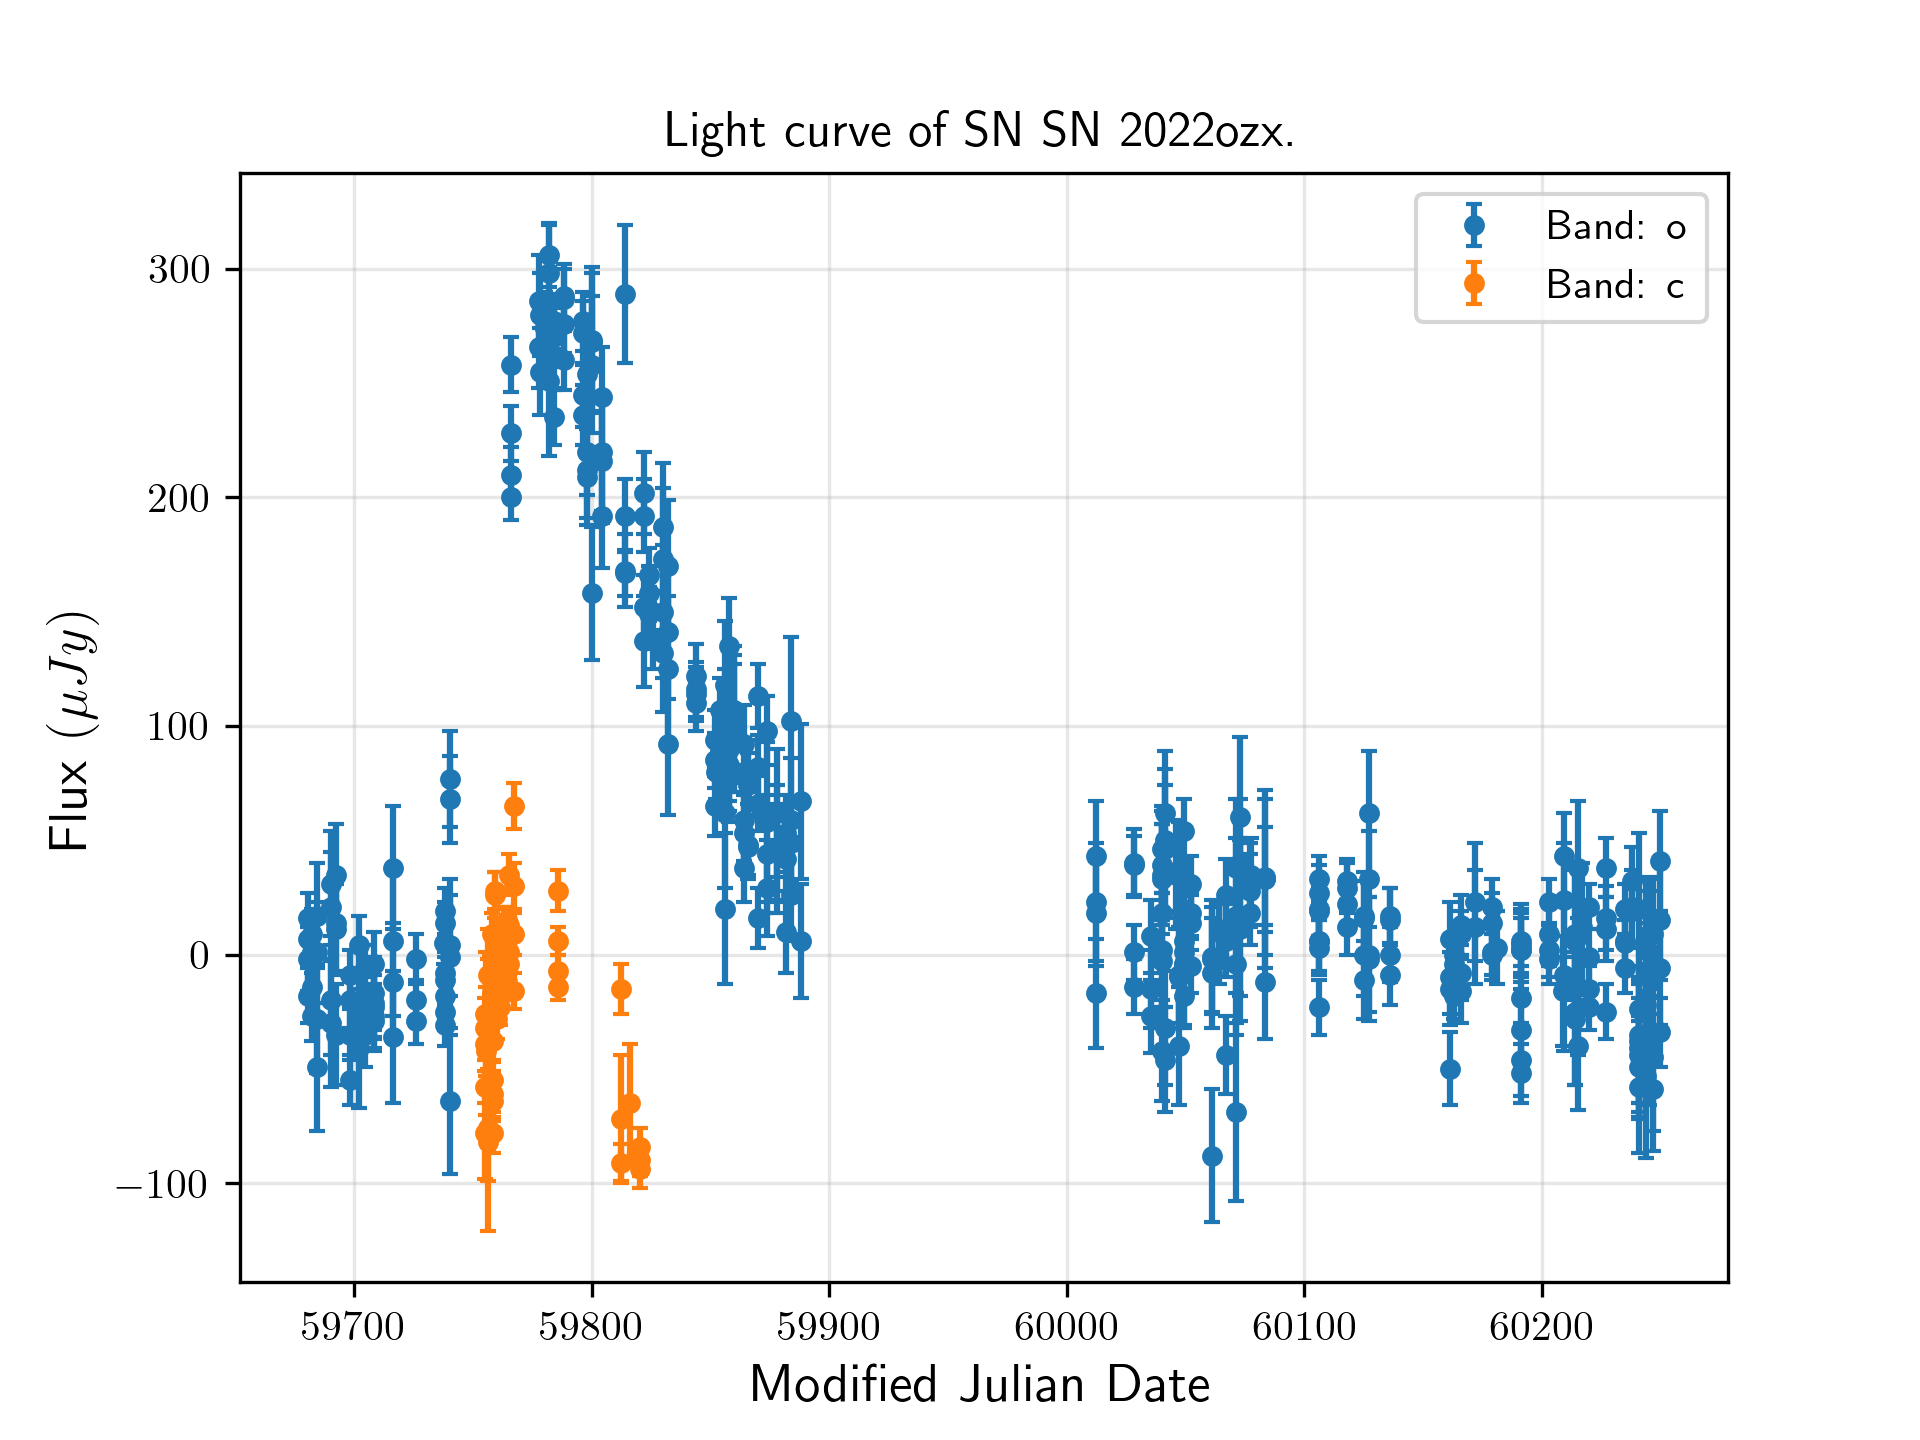 Light curve of SN SN 2022ozx.
Band: o
Band: c
300
200
100
0
−100
Flux (μJy)
59700 59800 59900 60000 60100 60200
Modified Julian Date